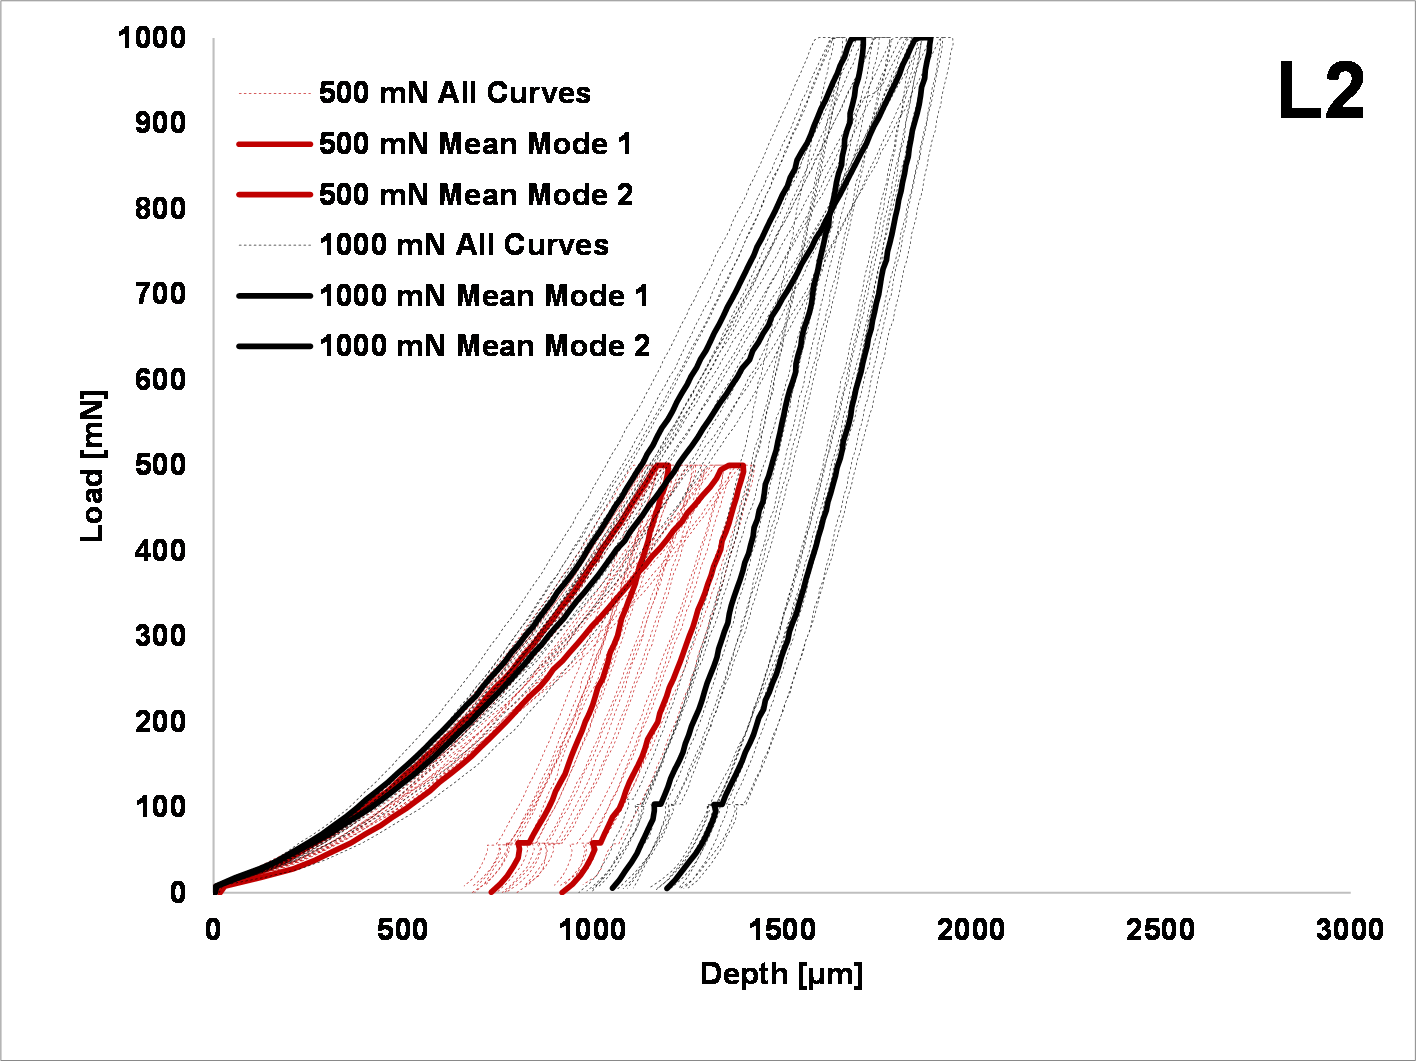 L2
500 mN All Curves
500 mN Mean Mode 1
500 mN Mean Mode 2
1000 mN All Curves
1000 mN Mean Mode 1
1000 mN Mean Mode 2
Load [mN]
1000
900
800
700
600
500
400
300
200
100
0
0 500 1000 1500 2000 2500 3000
Depth [µm]